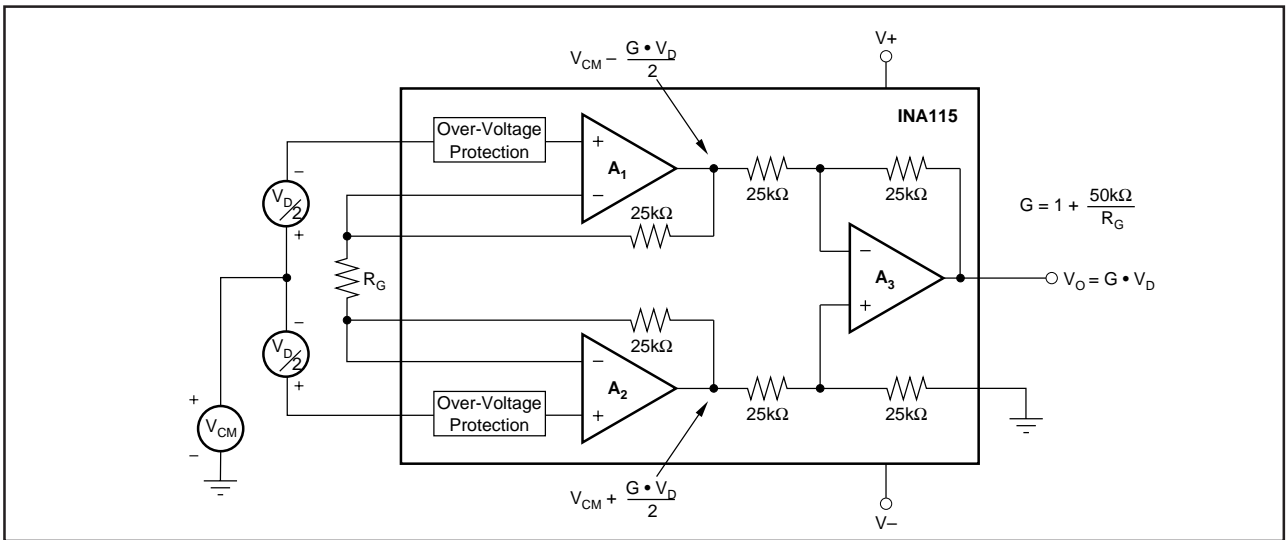 V+
V_CM – G • V_D
2
INA115
Over-Voltage
Protection
+
A_1
–
25kΩ
25kΩ
25kΩ
G = 1 + 50kΩ
R_G
–
V_D/2
+
R_G
–
A_3
+
V_O = G • V_D
–
V_D/2
+
25kΩ
–
A_2
+
Over-Voltage
Protection
25kΩ
25kΩ
+
V_CM
–
V_CM + G • V_D
2
V–